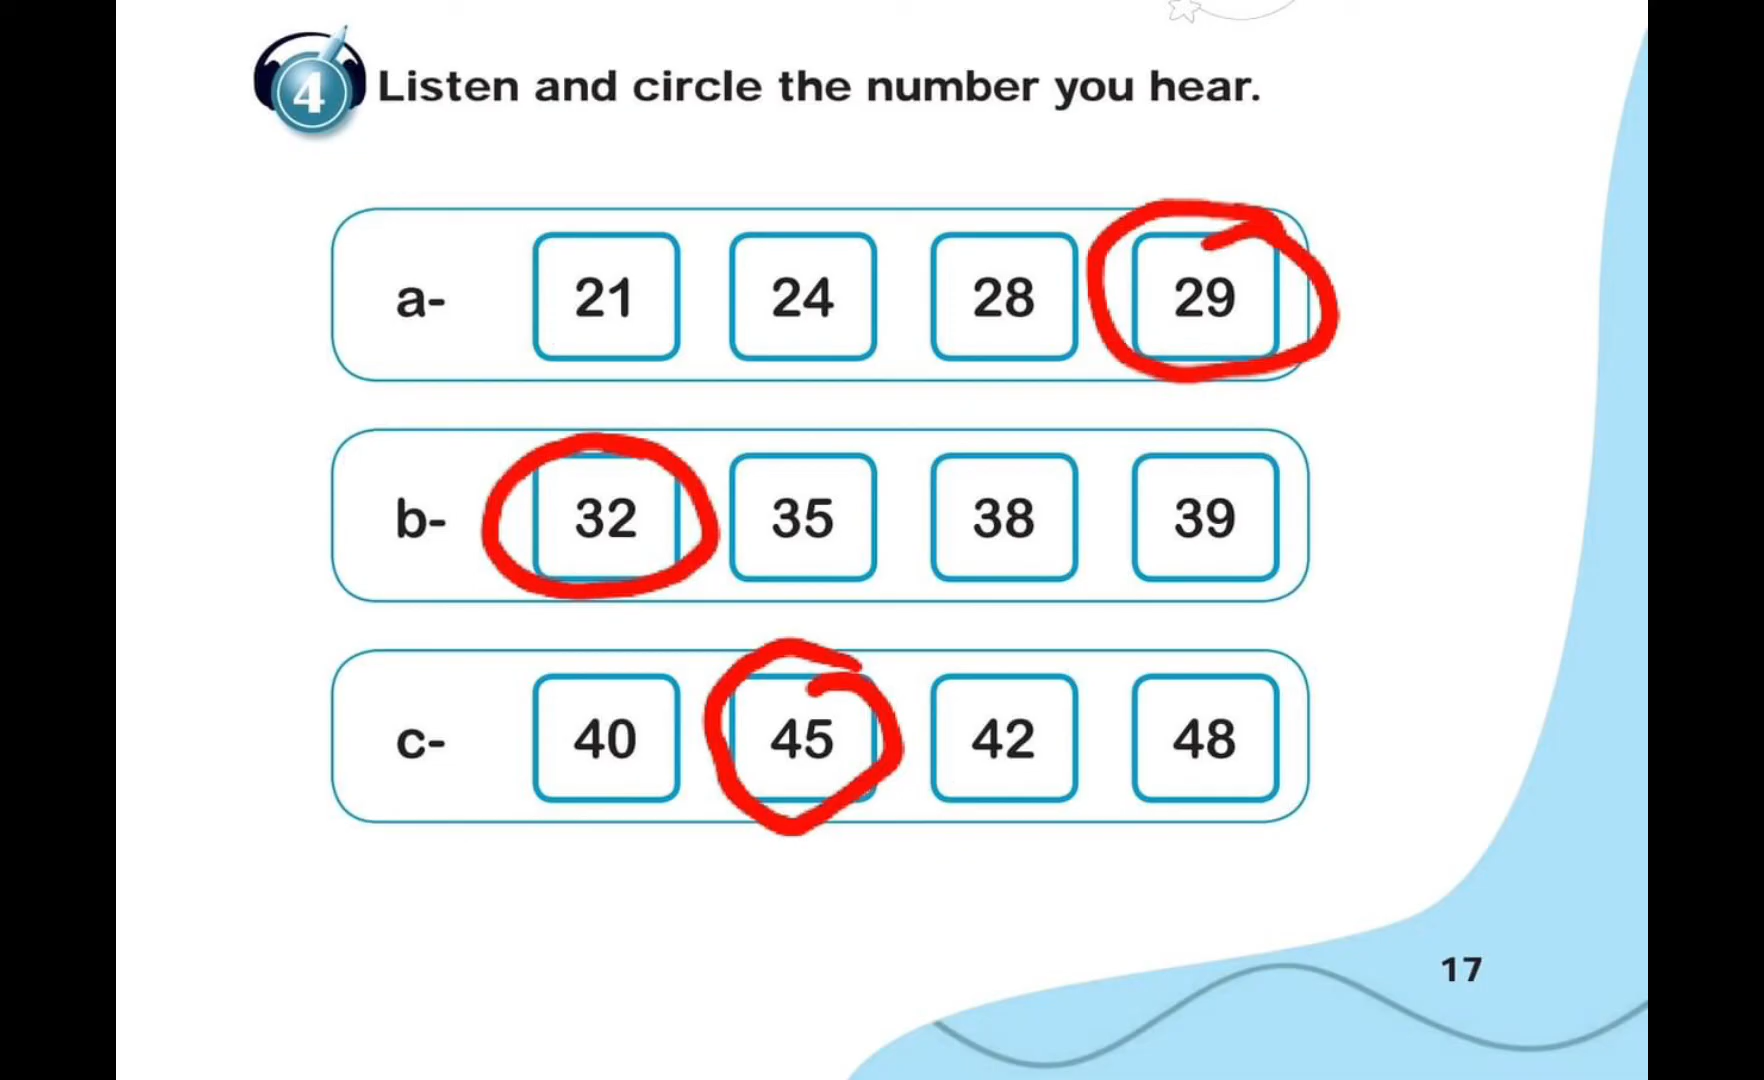 4 Listen and circle the number you hear.
a- 21 24 28 29
b- 32 35 38 39
c- 40 45 42 48
17